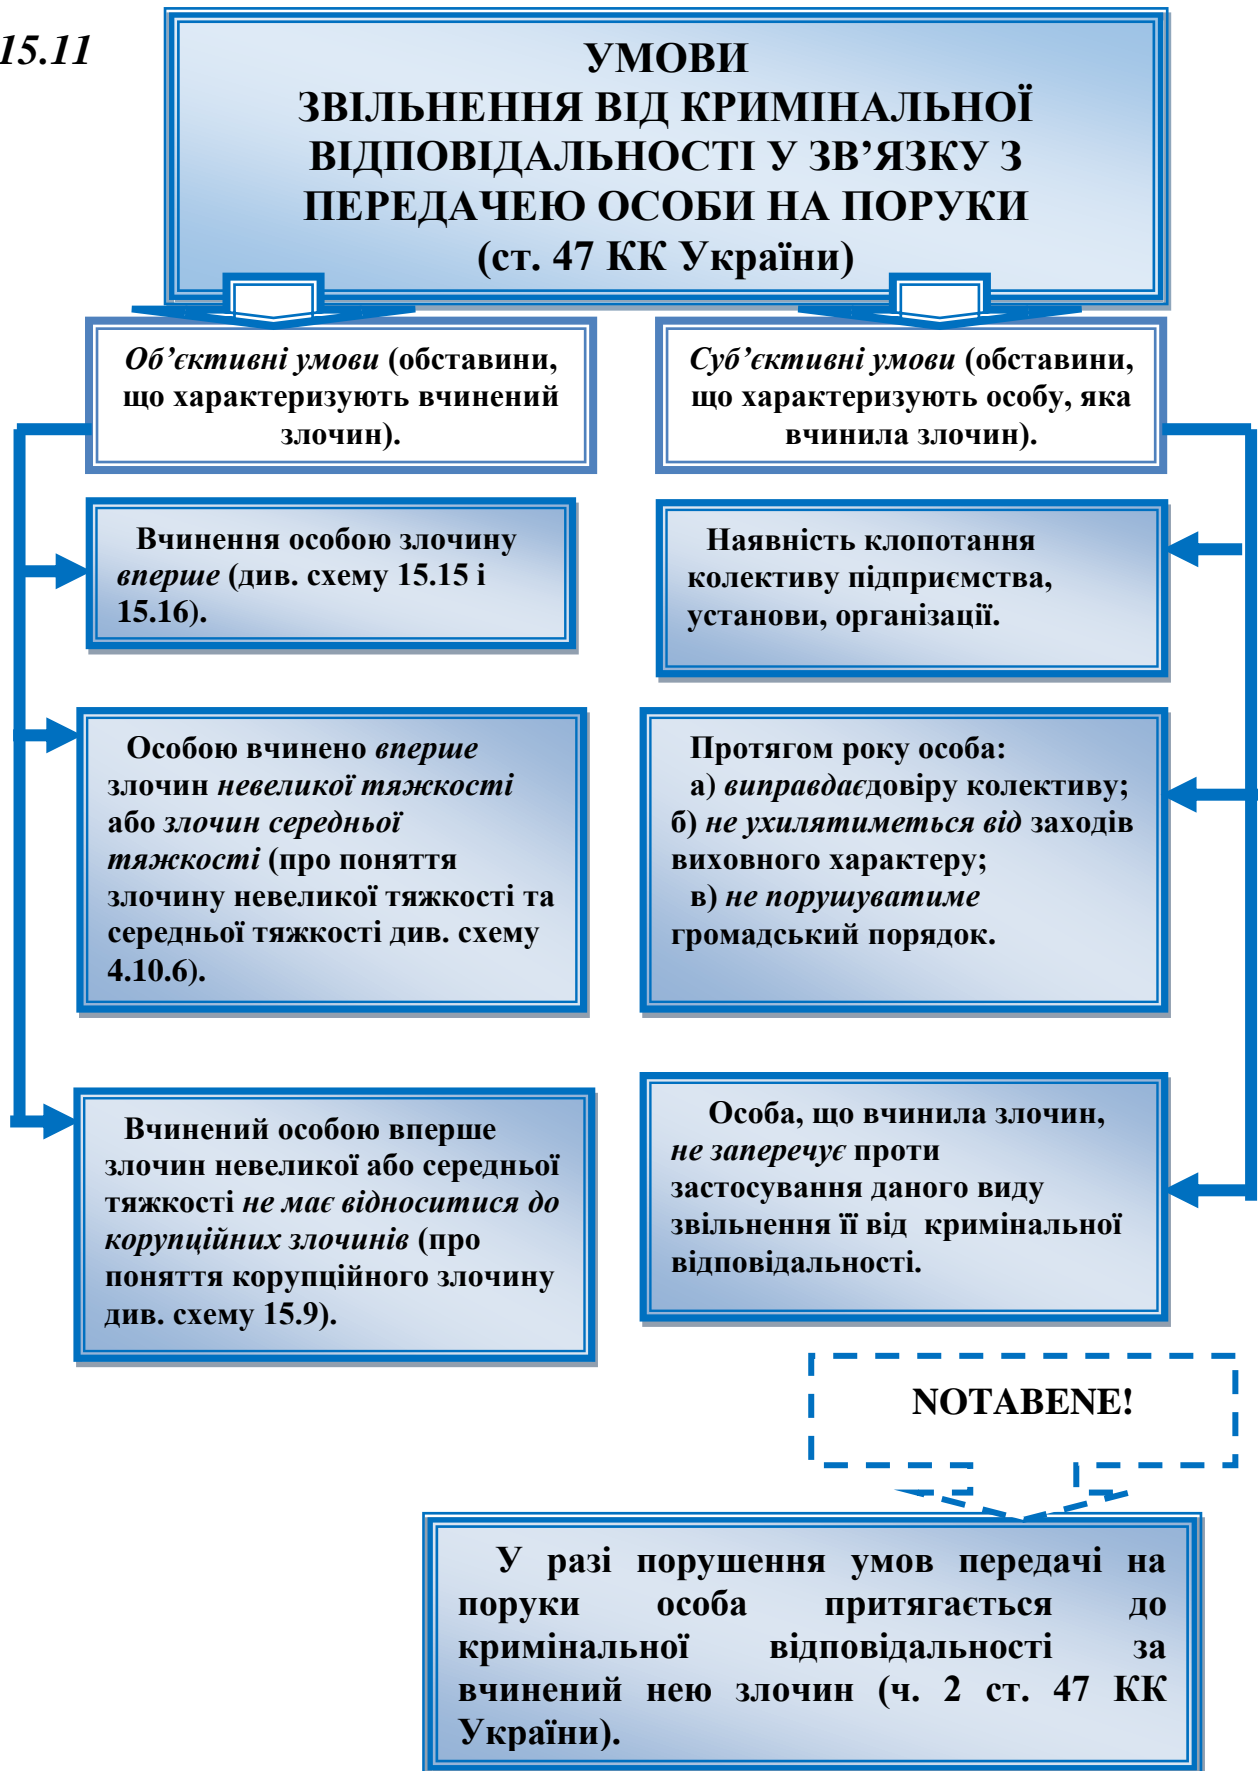 15.11
УМОВИ
ЗВІЛЬНЕННЯ ВІД КРИМІНАЛЬНОЇ
ВІДПОВІДАЛЬНОСТІ У ЗВ’ЯЗКУ З
ПЕРЕДАЧЕЮ ОСОБИ НА ПОРУКИ
(ст. 47 КК України)
Об’єктивні умови (обставини,
що характеризують вчинений
злочин).
Суб’єктивні умови (обставини,
що характеризують особу, яка
вчинила злочин).
Вчинення особою злочину
вперше (див. схему 15.15 і
15.16).
Наявність клопотання
колективу підприємства,
установи, організації.
Особою вчинено вперше
злочин невеликої тяжкості
або злочин середньої
тяжкості (про поняття
злочину невеликої тяжкості та
середньої тяжкості див. схему
4.10.6).
Протягом року особа:
а) виправдаєдовіру колективу;
б) не ухилятиметься від заходів
виховного характеру;
в) не порушуватиме
громадський порядок.
Вчинений особою вперше
злочин невеликої або середньої
тяжкості не має відноситися до
корупційних злочинів (про
поняття корупційного злочину
див. схему 15.9).
Особа, що вчинила злочин,
не заперечує проти
застосування даного виду
звільнення її від кримінальної
відповідальності.
NOTABENE!
У разі порушення умов передачі на
поруки особа притягається до
кримінальної відповідальності за
вчинений нею злочин (ч. 2 ст. 47 КК
України).